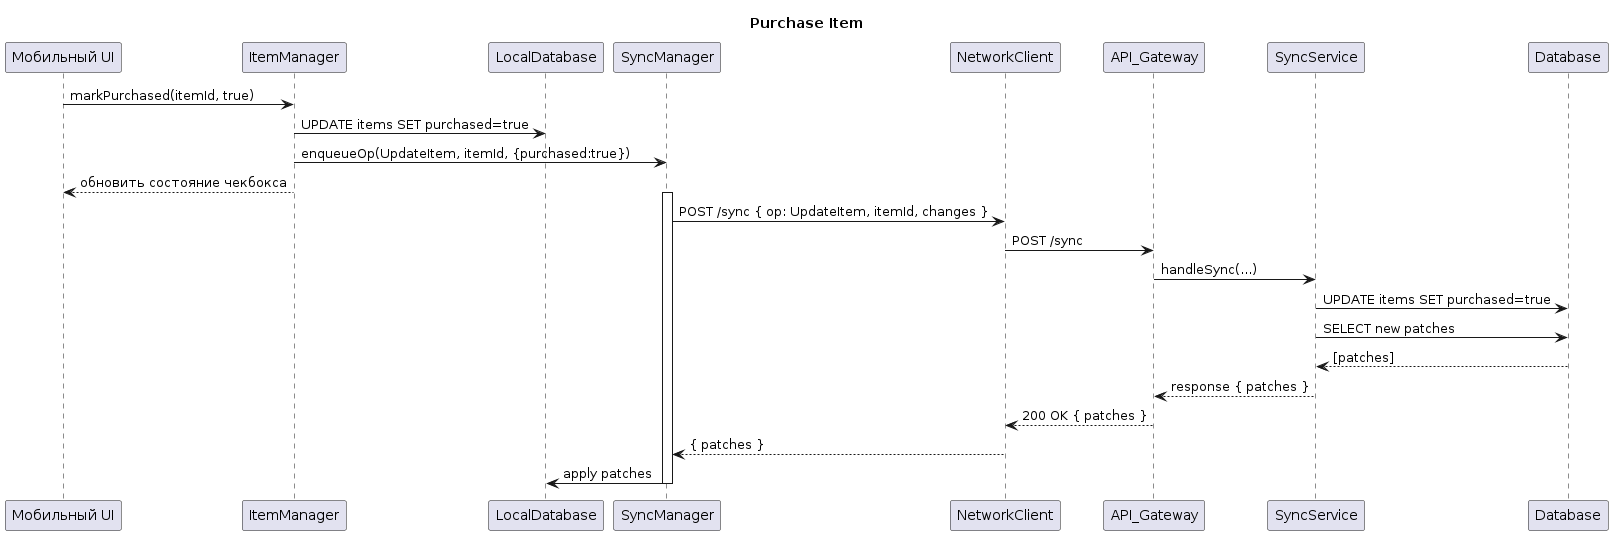 Purchase Item
Мобильный UI ItemManager LocalDatabase SyncManager NetworkClient API_Gateway SyncService Database
markPurchased(itemId, true)
UPDATE items SET purchased=true
enqueueOp(UpdateItem, itemId, {purchased:true})
обновить состояние чекбокса
POST /sync { op: UpdateItem, itemId, changes }
POST /sync
handleSync(...)
UPDATE items SET purchased=true
SELECT new patches
[patches]
response { patches }
200 OK { patches }
{ patches }
apply patches
Мобильный UI ItemManager LocalDatabase SyncManager NetworkClient API_Gateway SyncService Database